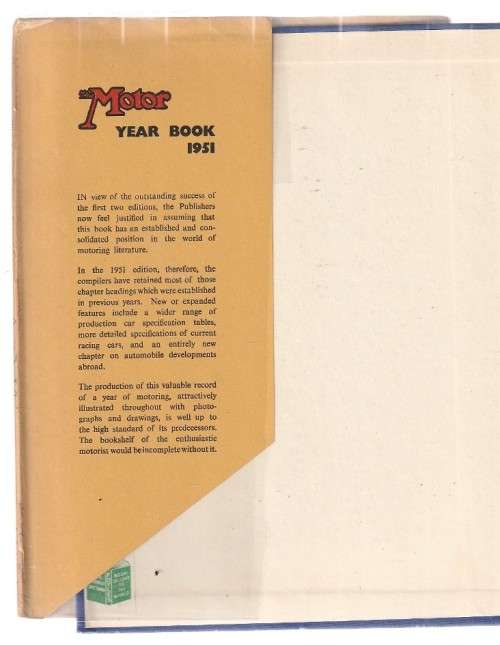 THE Motor
YEAR BOOK
1951
IN view of the outstanding success of
the first two editions, the Publishers
now feel justified in assuming that
this book has an established and con-
solidated position in the world of
motoring literature.
In the 1951 edition, therefore, the
compilers have retained most of those
chapter headings which were established
in previous years. New or expanded
features include a wider range of
production car specification tables,
more detailed specifications of current
racing cars, and an entirely new
chapter on automobile developments
abroad.
The production of this valuable record
of a year of motoring, attractively
illustrated throughout with photo-
graphs and drawings, is well up to
the high standard of its predecessors.
The bookshelf of the enthusiastic
motorist would be incomplete without it.